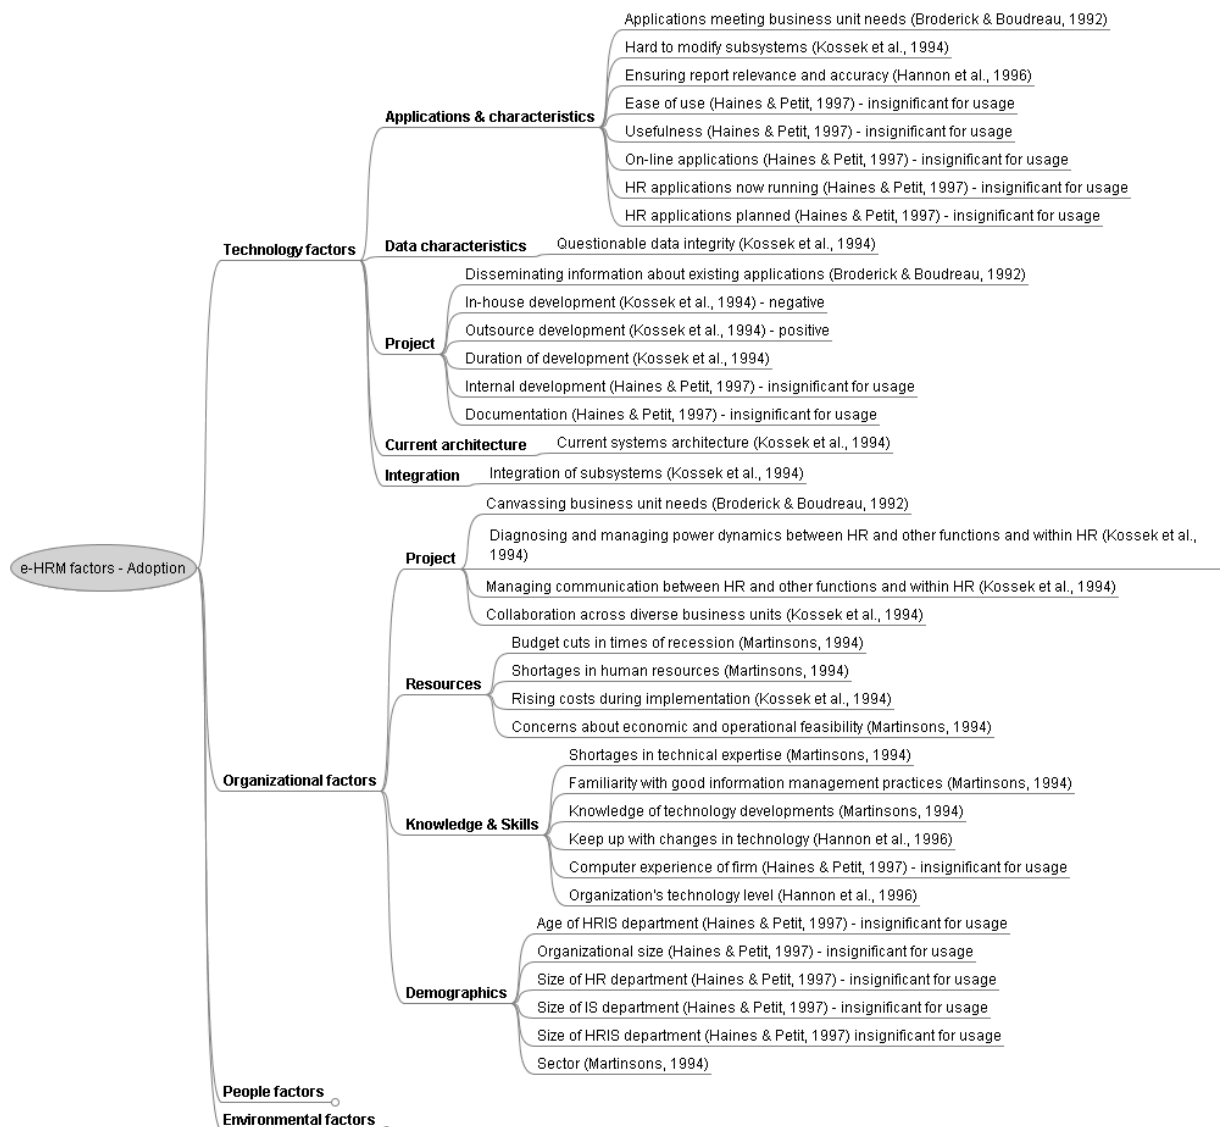 Applications meeting business unit needs (Broderick & Boudreau, 1992)
Hard to modify subsystems (Kossek et al., 1994)
Ensuring report relevance and accuracy (Hannon et al., 1996)
Ease of use (Haines & Petit, 1997) - insignificant for usage
Applications & characteristics
Usefulness (Haines & Petit, 1997) - insignificant for usage
On-line applications (Haines & Petit, 1997) - insignificant for usage
HR applications now running (Haines & Petit, 1997) - insignificant for usage
HR applications planned (Haines & Petit, 1997) - insignificant for usage
Technology factors
Data characteristics
Questionable data integrity (Kossek et al., 1994)
Disseminating information about existing applications (Broderick & Boudreau, 1992)
In-house development (Kossek et al., 1994) - negative
Outsource development (Kossek et al., 1994) - positive
Project
Duration of development (Kossek et al., 1994)
Internal development (Haines & Petit, 1997) - insignificant for usage
Documentation (Haines & Petit, 1997) - insignificant for usage
Current architecture
Current systems architecture (Kossek et al., 1994)
Integration
Integration of subsystems (Kossek et al., 1994)
e-HRM factors - Adoption
Canvassing business unit needs (Broderick & Boudreau, 1992)
Diagnosing and managing power dynamics between HR and other functions and within HR (Kossek et al.,
1994)
Project
Managing communication between HR and other functions and within HR (Kossek et al., 1994)
Collaboration across diverse business units (Kossek et al., 1994)
Budget cuts in times of recession (Martinsons, 1994)
Shortages in human resources (Martinsons, 1994)
Resources
Rising costs during implementation (Kossek et al., 1994)
Concerns about economic and operational feasibility (Martinsons, 1994)
Organizational factors
Shortages in technical expertise (Martinsons, 1994)
Familiarity with good information management practices (Martinsons, 1994)
Knowledge of technology developments (Martinsons, 1994)
Knowledge & Skills
Keep up with changes in technology (Hannon et al., 1996)
Computer experience of firm (Haines & Petit, 1997) - insignificant for usage
Organization's technology level (Hannon et al., 1996)
Age of HRIS department (Haines & Petit, 1997) - insignificant for usage
Organizational size (Haines & Petit, 1997) - insignificant for usage
Size of HR department (Haines & Petit, 1997) - insignificant for usage
Demographics
Size of IS department (Haines & Petit, 1997) - insignificant for usage
Size of HRIS department (Haines & Petit, 1997) insignificant for usage
Sector (Martinsons, 1994)
People factors
Environmental factors